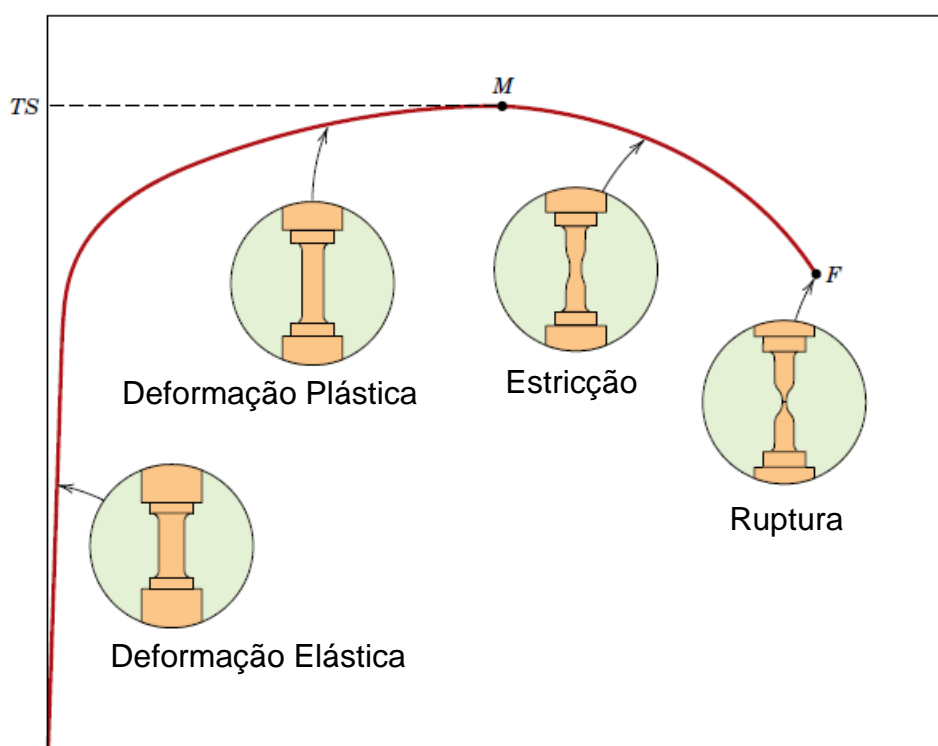 M
TS
F
Deformação Plástica
Estricção
Ruptura
Deformação Elástica